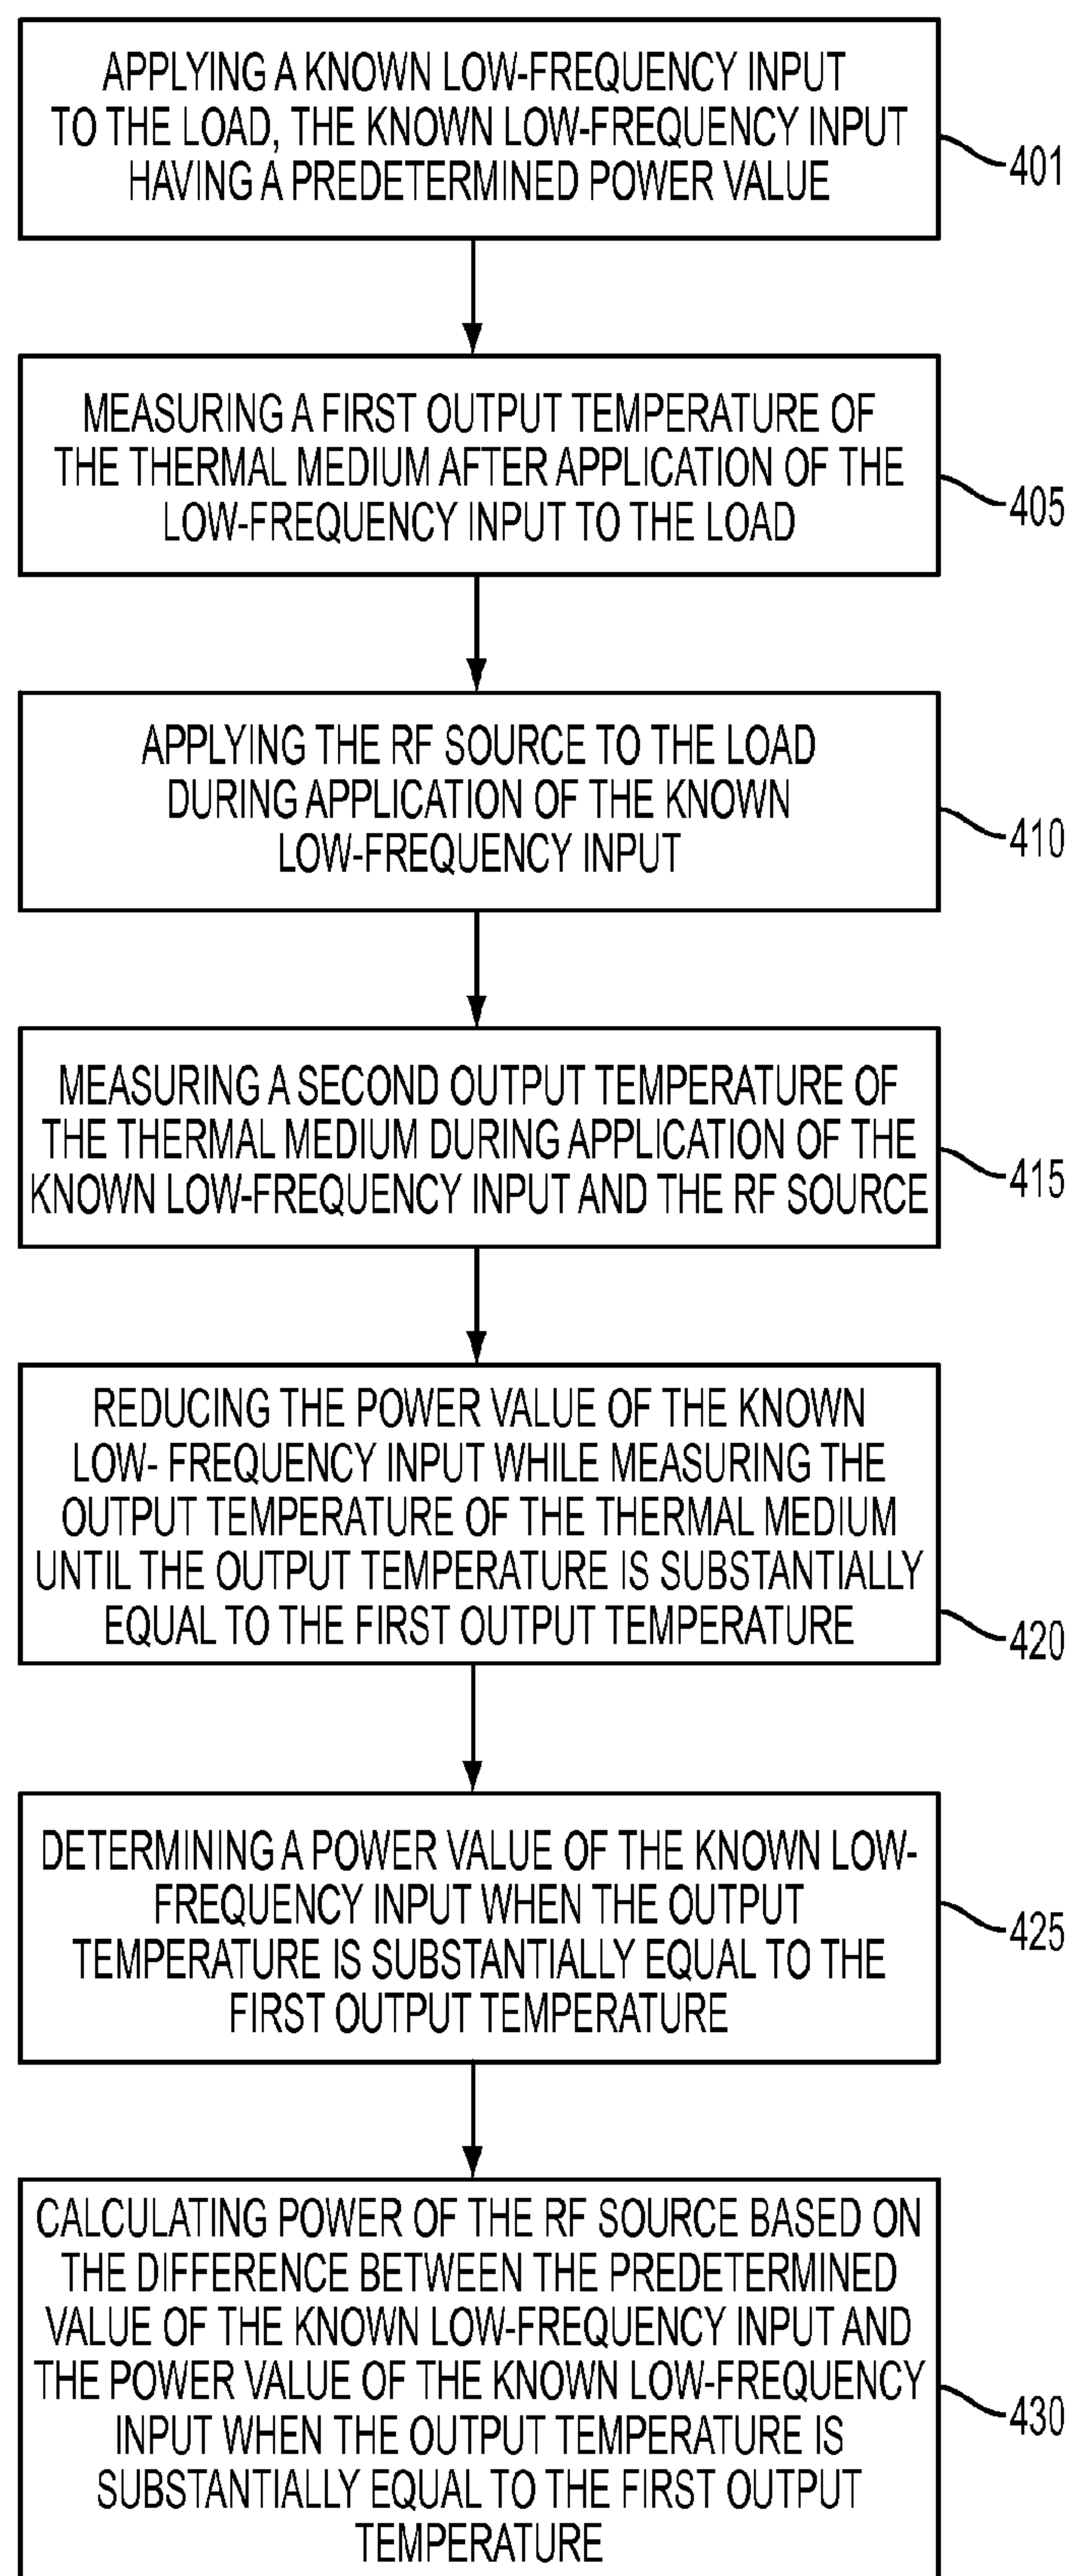 APPLYING A KNOWN LOW-FREQUENCY INPUT
TO THE LOAD, THE KNOWN LOW-FREQUENCY INPUT
HAVING A PREDETERMINED POWER VALUE
401
MEASURING A FIRST OUTPUT TEMPERATURE OF
THE THERMAL MEDIUM AFTER APPLICATION OF THE
LOW-FREQUENCY INPUT TO THE LOAD
405
APPLYING THE RF SOURCE TO THE LOAD
DURING APPLICATION OF THE KNOWN
LOW-FREQUENCY INPUT
410
MEASURING A SECOND OUTPUT TEMPERATURE OF
THE THERMAL MEDIUM DURING APPLICATION OF THE
KNOWN LOW-FREQUENCY INPUT AND THE RF SOURCE
415
REDUCING THE POWER VALUE OF THE KNOWN
LOW- FREQUENCY INPUT WHILE MEASURING THE
OUTPUT TEMPERATURE OF THE THERMAL MEDIUM
UNTIL THE OUTPUT TEMPERATURE IS SUBSTANTIALLY
EQUAL TO THE FIRST OUTPUT TEMPERATURE
420
DETERMINING A POWER VALUE OF THE KNOWN LOW-
FREQUENCY INPUT WHEN THE OUTPUT
TEMPERATURE IS SUBSTANTIALLY EQUAL TO THE
FIRST OUTPUT TEMPERATURE
425
CALCULATING POWER OF THE RF SOURCE BASED ON
THE DIFFERENCE BETWEEN THE PREDETERMINED
VALUE OF THE KNOWN LOW-FREQUENCY INPUT AND
THE POWER VALUE OF THE KNOWN LOW-FREQUENCY
INPUT WHEN THE OUTPUT TEMPERATURE IS
SUBSTANTIALLY EQUAL TO THE FIRST OUTPUT
TEMPERATURE
430